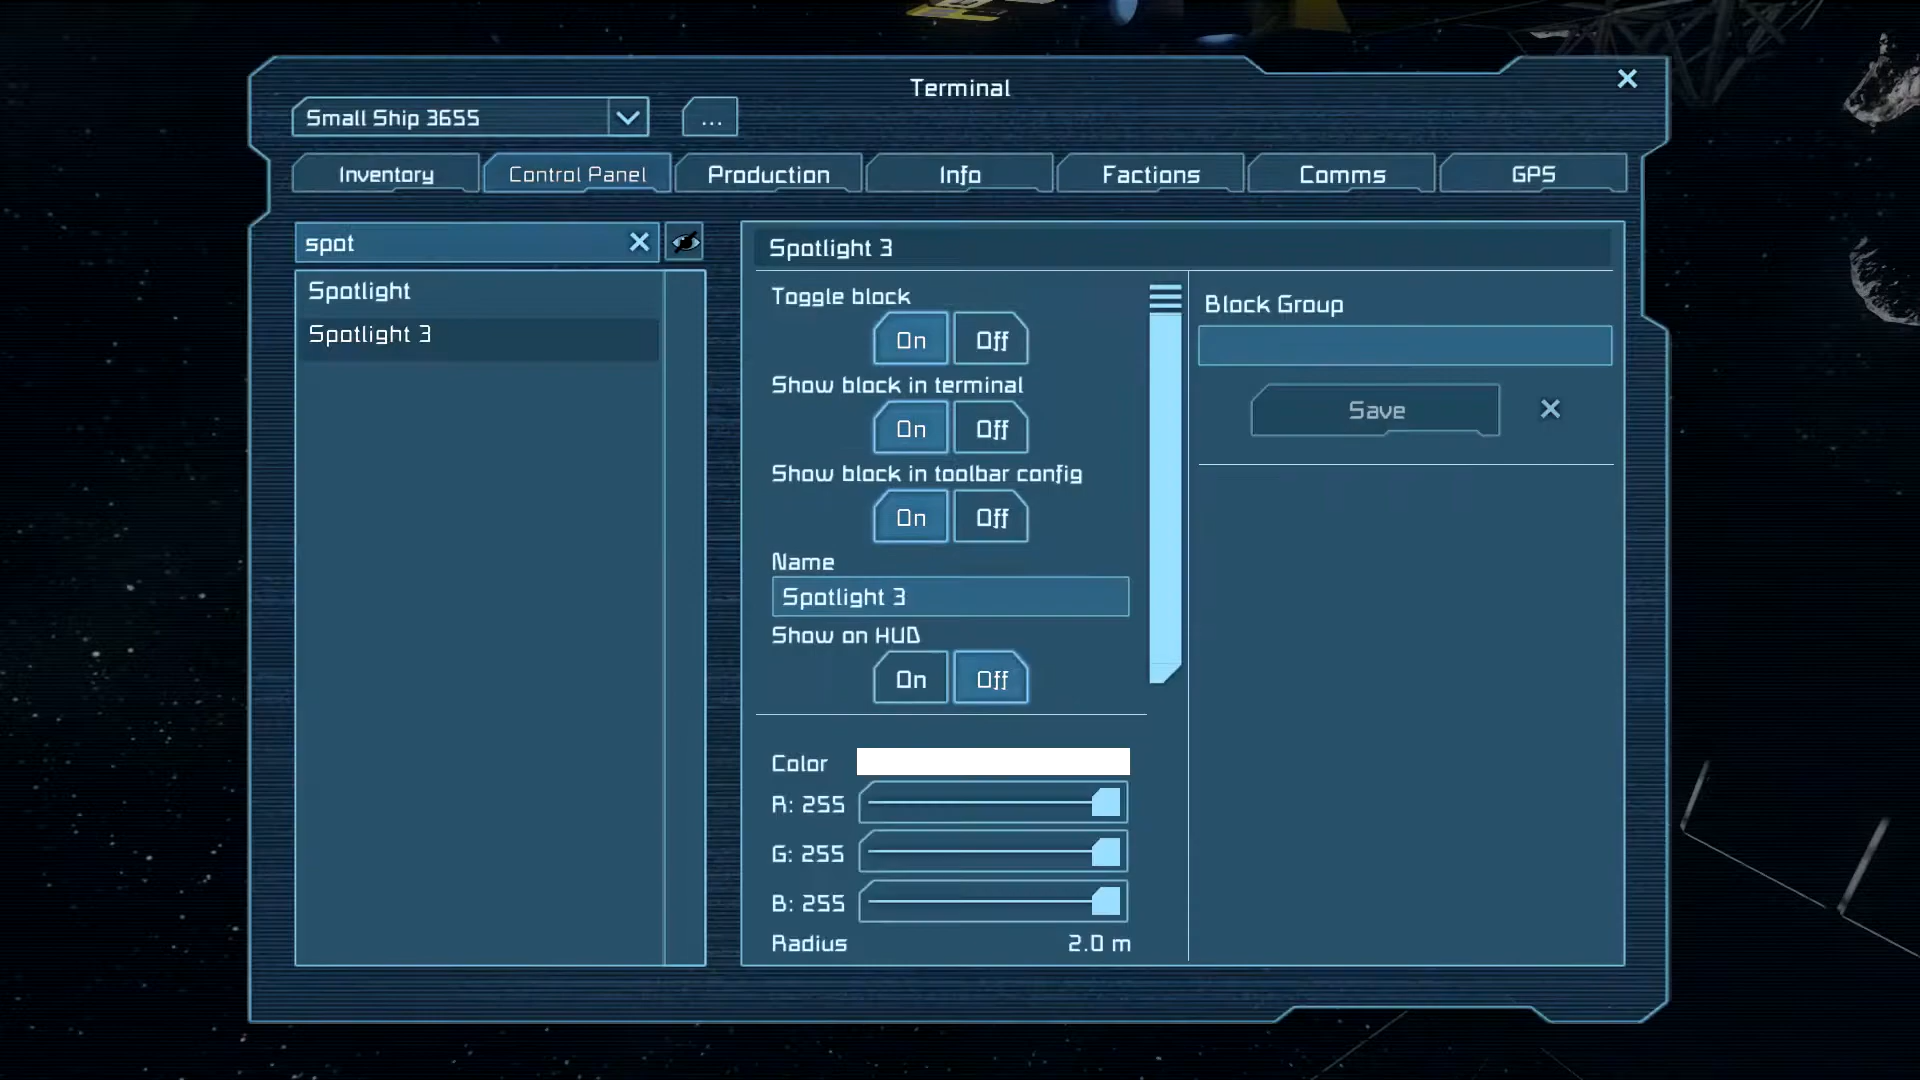 Terminal
Small Ship 3655
...
Inventory
Control Panel
Production
Info
Factions
Comms
GPS
spot
Spotlight
Spotlight 3
Spotlight 3
Toggle block
On Off
Show block in terminal
On Off
Show block in toolbar config
On Off
Name
Spotlight 3
Show on HUD
On Off
Color
R: 255
G: 255
B: 255
Radius 2.0 m
Block Group
Save